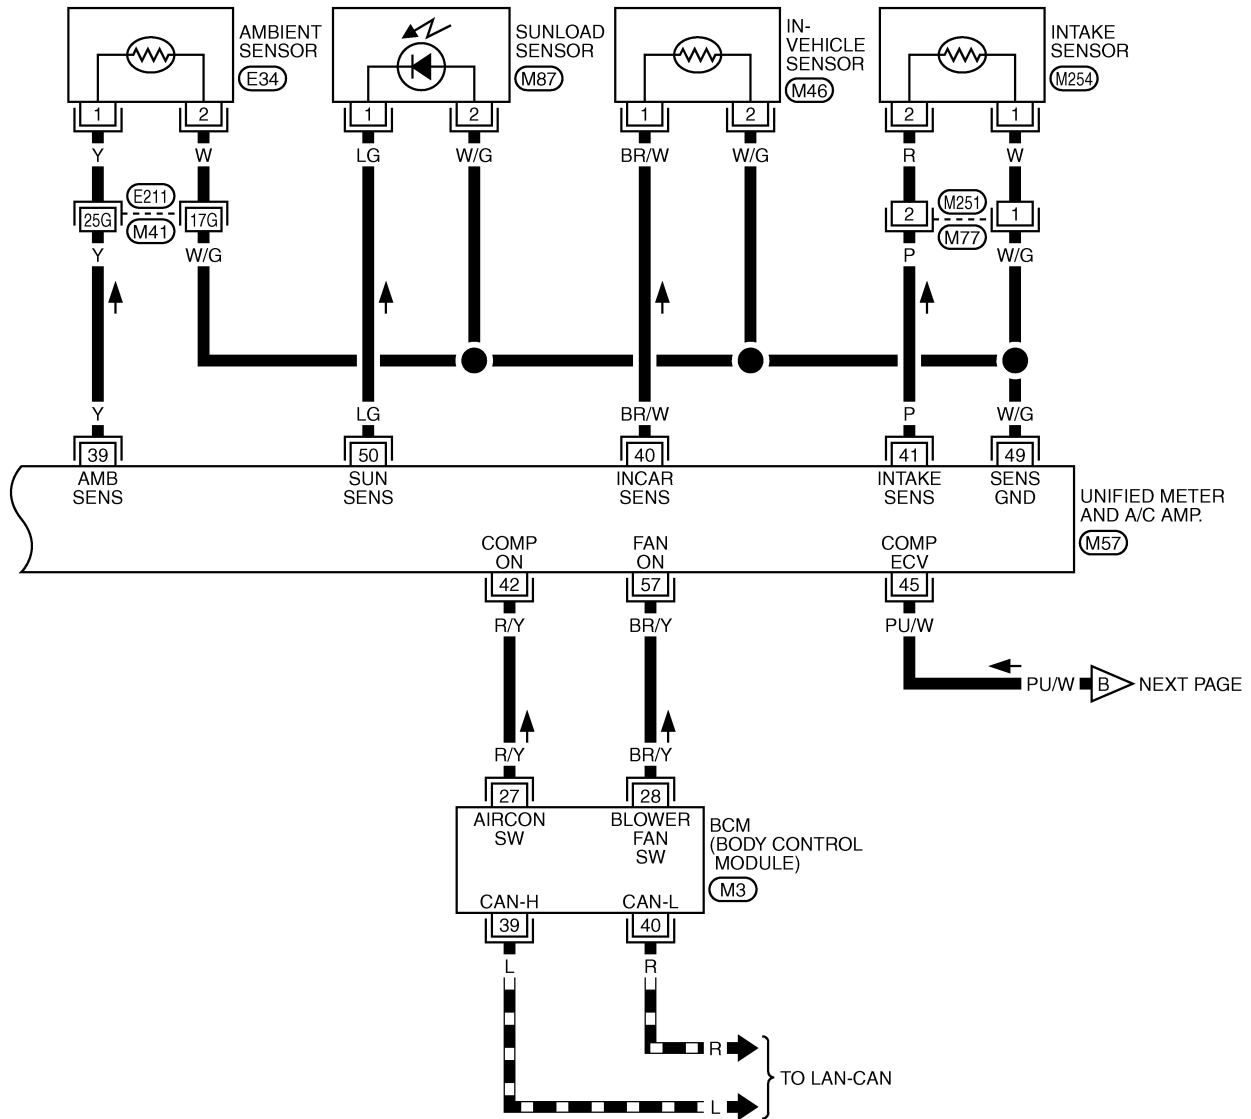 AMBIENT
SENSOR
E34
SUNLOAD
SENSOR
M87
IN-
VEHICLE
SENSOR
M46
INTAKE
SENSOR
M254
1 2 1 2 1 2 2 1
Y W LG W/G BR/W W/G R W
25G E211 17G 2 M251 1
M41 M77
Y W/G P W/G
Y LG BR/W P W/G
39 50 40 41 49
AMB
SENS
SUN
SENS
INCAR
SENS
INTAKE
SENS
SENS
GND
UNIFIED METER
AND A/C AMP.
M57
COMP
ON
FAN
ON
COMP
ECV
42 57 45
R/Y BR/Y PU/W
PU/W B NEXT PAGE
R/Y BR/Y
27 28
AIRCON
SW
BLOWER
FAN
SW
BCM
(BODY CONTROL
MODULE)
M3
CAN-H CAN-L
39 40
L R
R
L
TO LAN-CAN